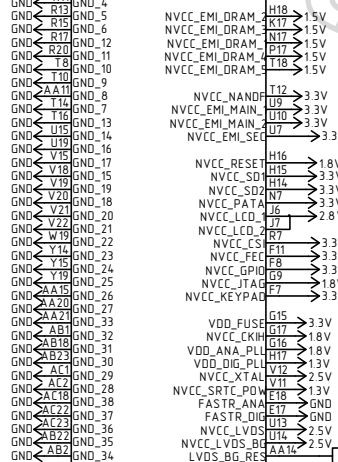 GND GND_4
GND R13 GND_5
GND R15 GND_6
GND R17 GND_12
GND R20 GND_11
GND T8 GND_10
GND T10 GND_9
GND AA11 GND_8
GND T14 GND_7
GND T16 GND_13
GND U15 GND_14
GND U19 GND_16
GND V15 GND_17
GND V18 GND_15
GND V19 GND_19
GND V20 GND_18
GND V21 GND_20
GND V22 GND_21
GND W19 GND_22
GND Y14 GND_23
GND Y15 GND_24
GND Y19 GND_25
GND AA15 GND_26
GND AA20 GND_27
GND AA21 GND_33
GND AB1 GND_32
GND AB18 GND_31
GND AB23 GND_30
GND AC1 GND_29
GND AC2 GND_28
GND AC18 GND_38
GND AC22 GND_37
GND AC23 GND_36
GND AB22 GND_35
GND AB2 GND_34
NVCC_EMI_DRAM_2 H18 1.5V
NVCC_EMI_DRAM_3 K17 1.5V
NVCC_EMI_DRAM_1 N17 1.5V
NVCC_EMI_DRAM_4 P17 1.5V
NVCC_EMI_DRAM_5 T18 1.5V
NVCC_NANDF T12 3.3V
NVCC_EMI_MAIN_1 U9 3.3V
NVCC_EMI_MAIN_2 U10 3.3V
NVCC_EMI_SEC U7 3.3
NVCC_RESET H16 1.8V
NVCC_SD1 H15 3.3V
NVCC_SD2 H14 3.3V
NVCC_PATA N7 3.3V
NVCC_LCD_1 J6 2.8
NVCC_LCD_2 J7
NVCC_CSI R7 3.3
NVCC_FEC F11 3.3
NVCC_GPIO F8 3.3
NVCC_JTAG G9 1.8V
NVCC_KEYPAD F7 3.3
VDD_FUSE G15 3.3V
NVCC_CKIH G17 1.8V
VDD_ANA_PLL G16 1.8V
VDD_DIG_PLL H17 1.3V
NVCC_XTAL V12 2.5V
NVCC_SRTC_POW V11 1.3V
FASTR_ANA E18 GND
FASTR_DIG E17 GND
NVCC_LVDS U13 2.5V
NVCC_LVDS_BG U14 2.5V
LVDS_BG_RES AA14